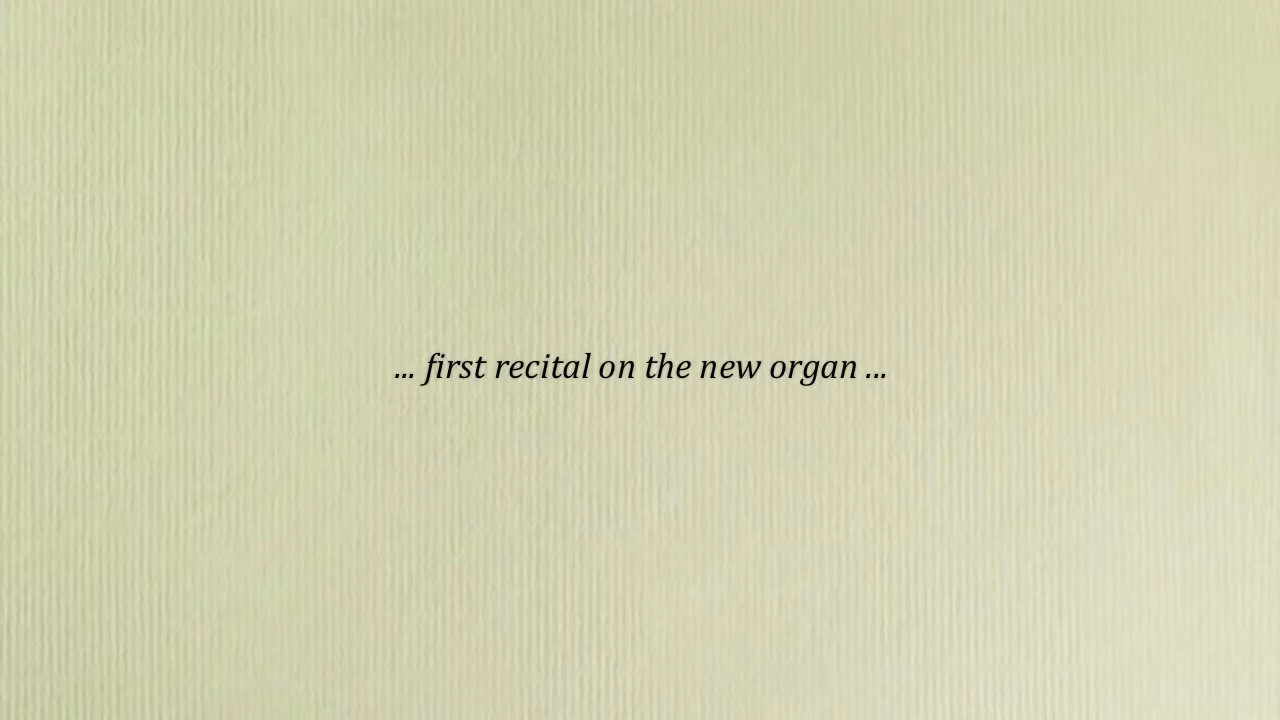 ... first recital on the new organ ...